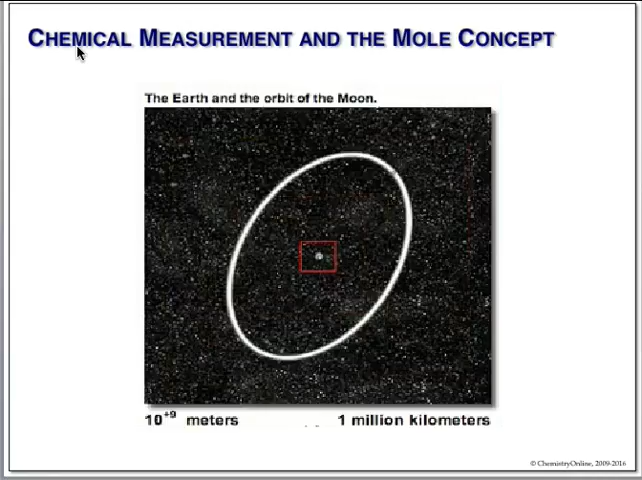 CHEMICAL MEASUREMENT AND THE MOLE CONCEPT
The Earth and the orbit of the Moon.
10⁺⁹ meters 1 million kilometers
© ChemistryOnline, 2009-2016